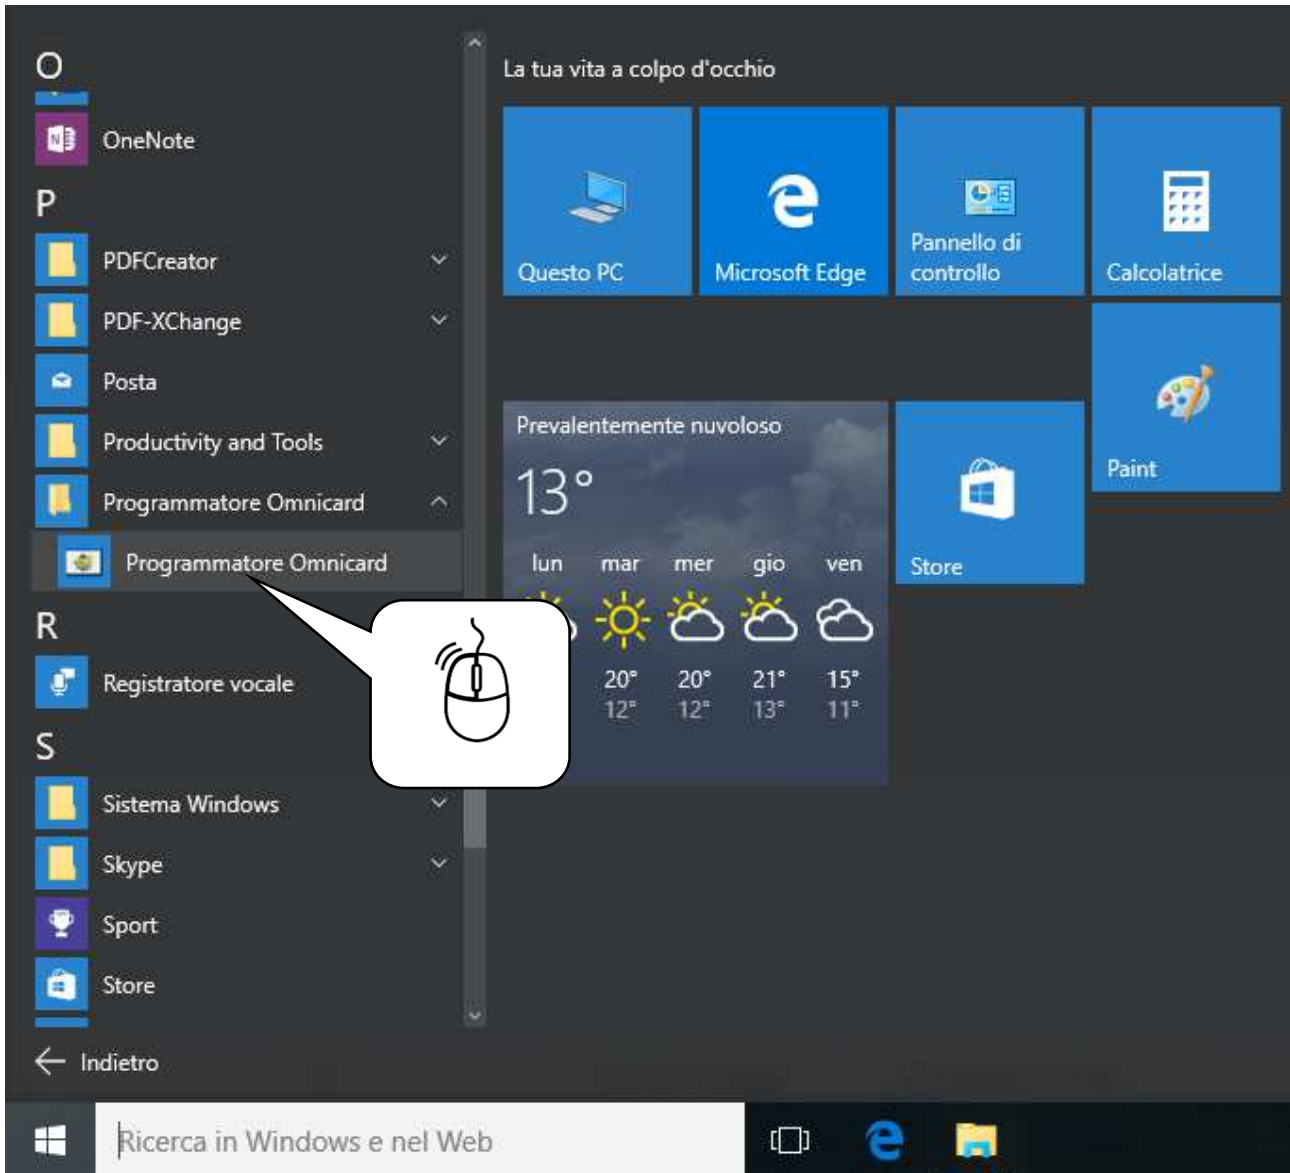 O
OneNote
P
PDFCreator
PDF-XChange
Posta
Productivity and Tools
Programmatore Omnicard
Programmatore Omnicard
R
Registratore vocale
S
Sistema Windows
Skype
Sport
Store
Indietro
Ricerca in Windows e nel Web
La tua vita a colpo d'occhio
Questo PC
Microsoft Edge
Pannello di
controllo
Calcolatrice
Prevalentemente nuvoloso
13°
lun mar mer gio ven
20° 20° 21° 15°
12° 12° 13° 11°
Store
Paint